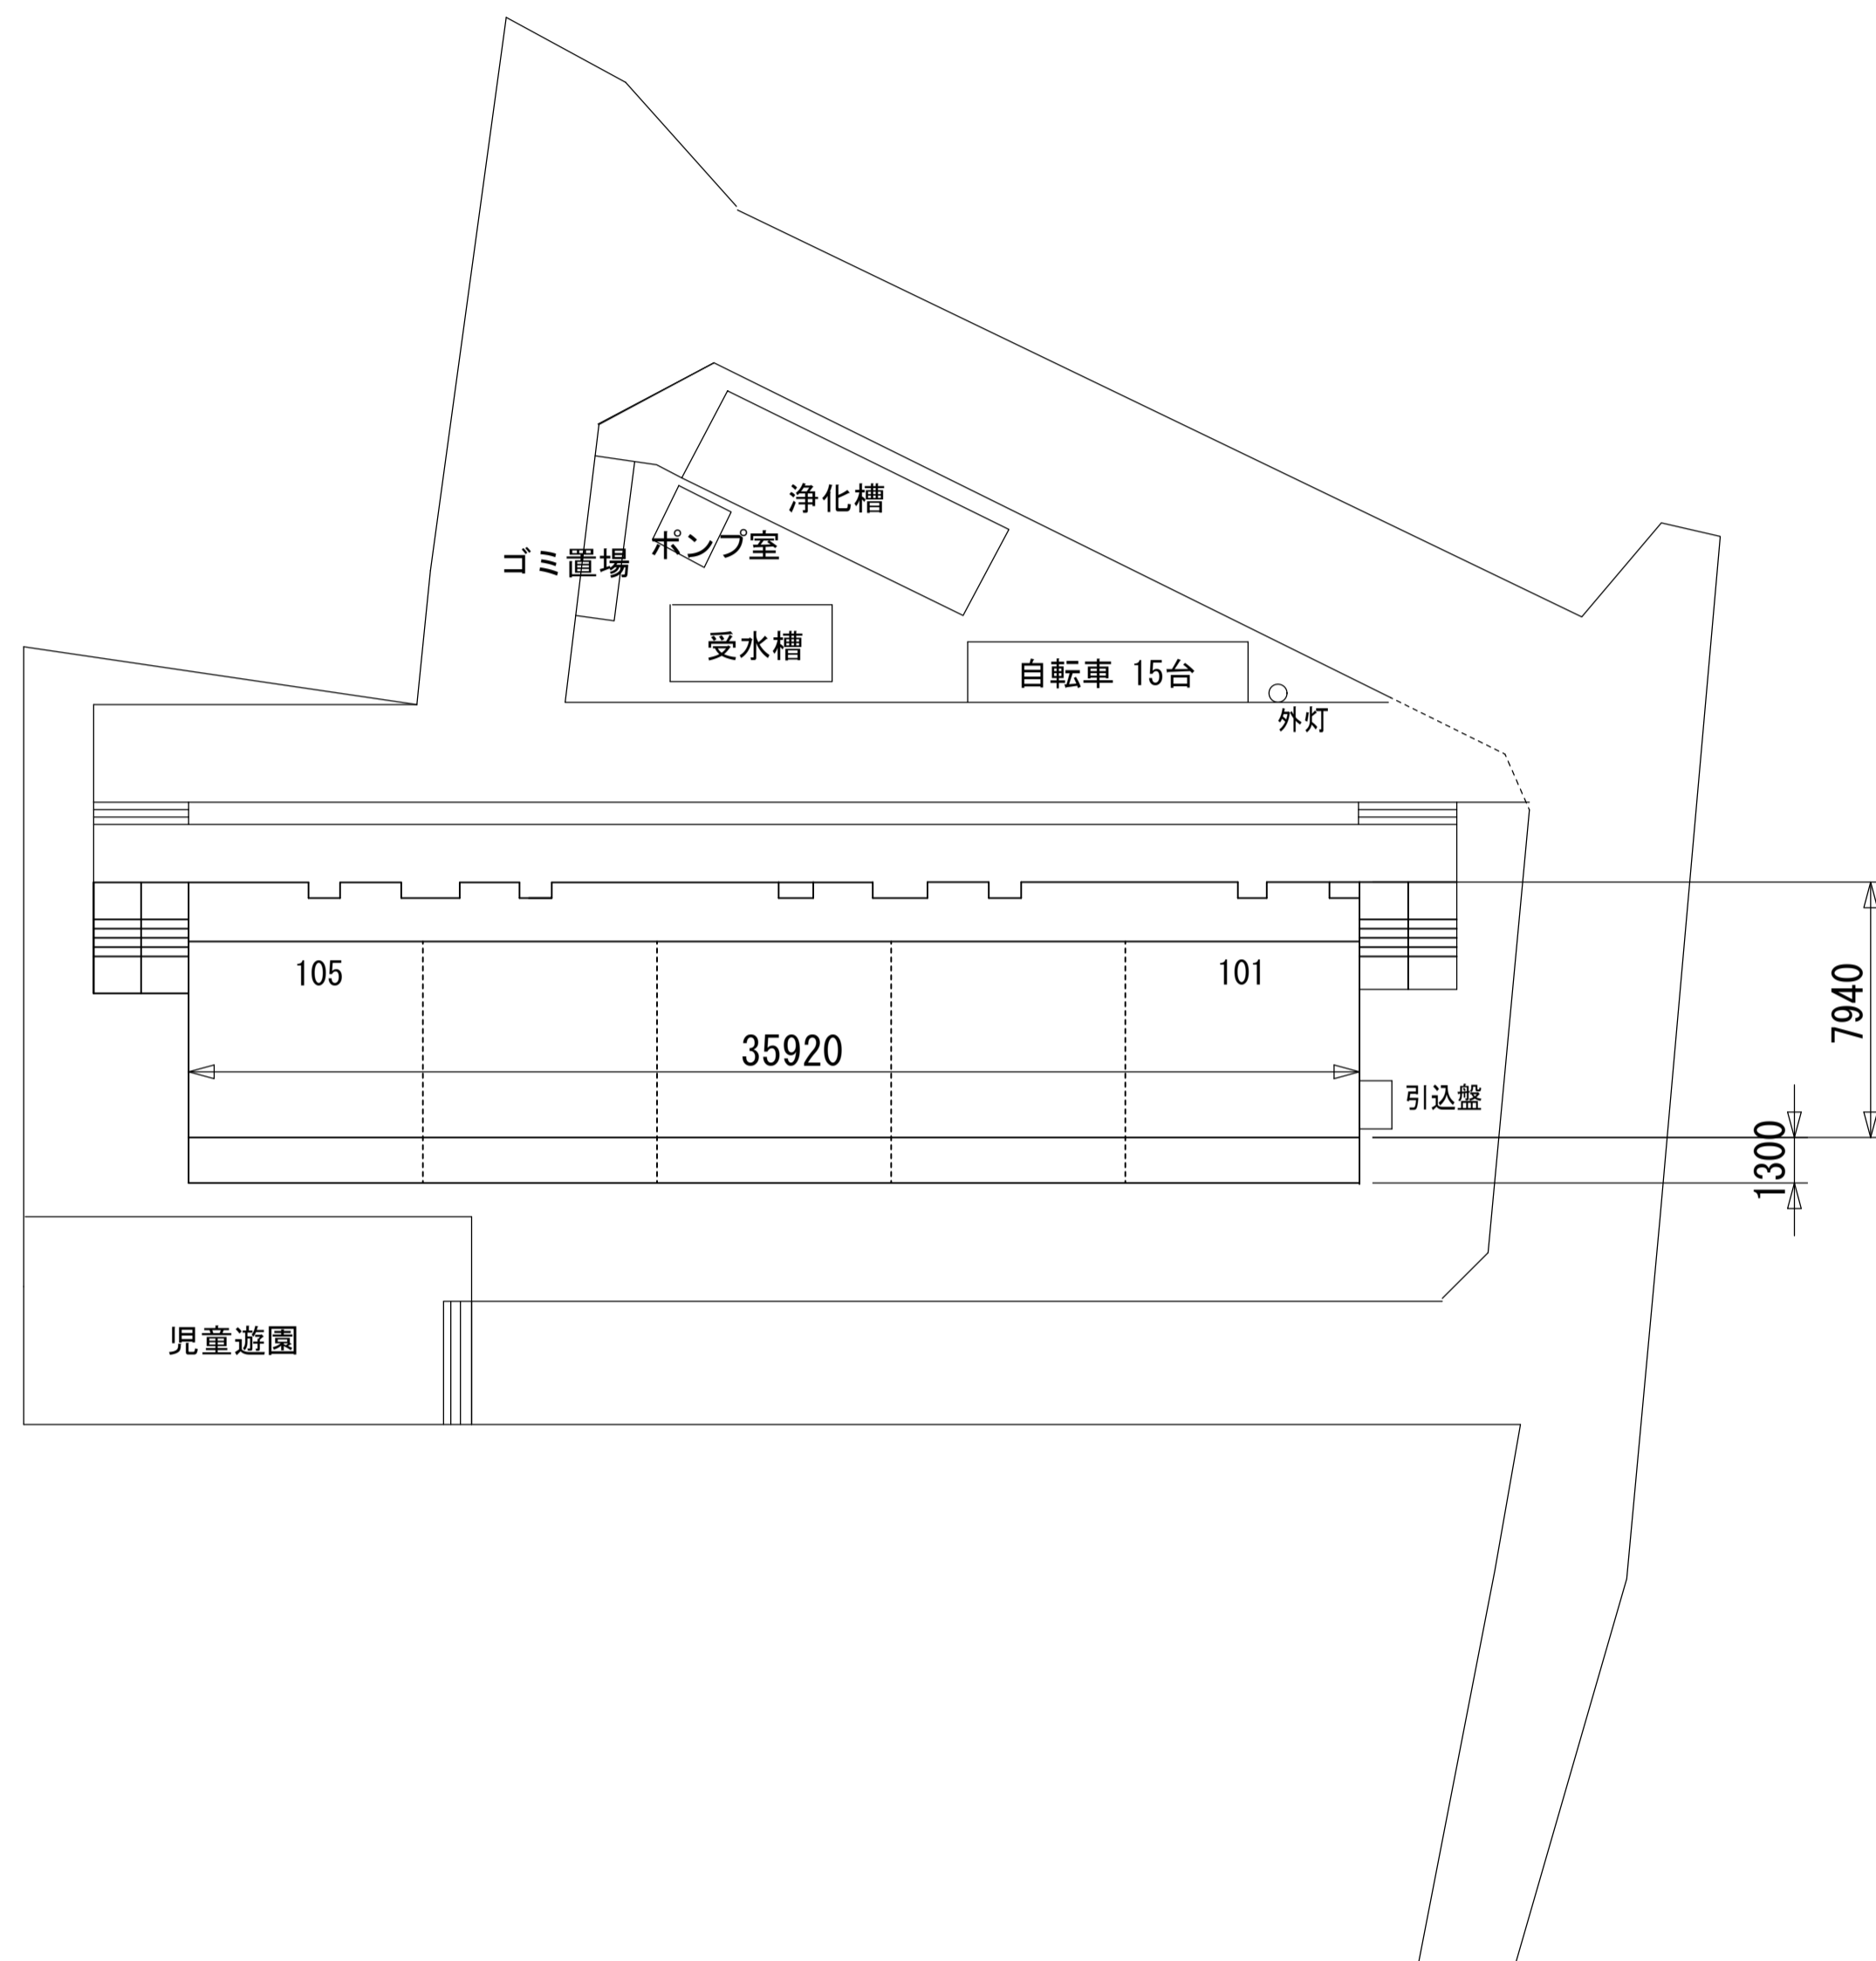 浄化槽
ポンプ室
ゴミ置場
受水槽
自転車 15台
外灯
105
101
7940
35920
引込盤
1300
児童遊園